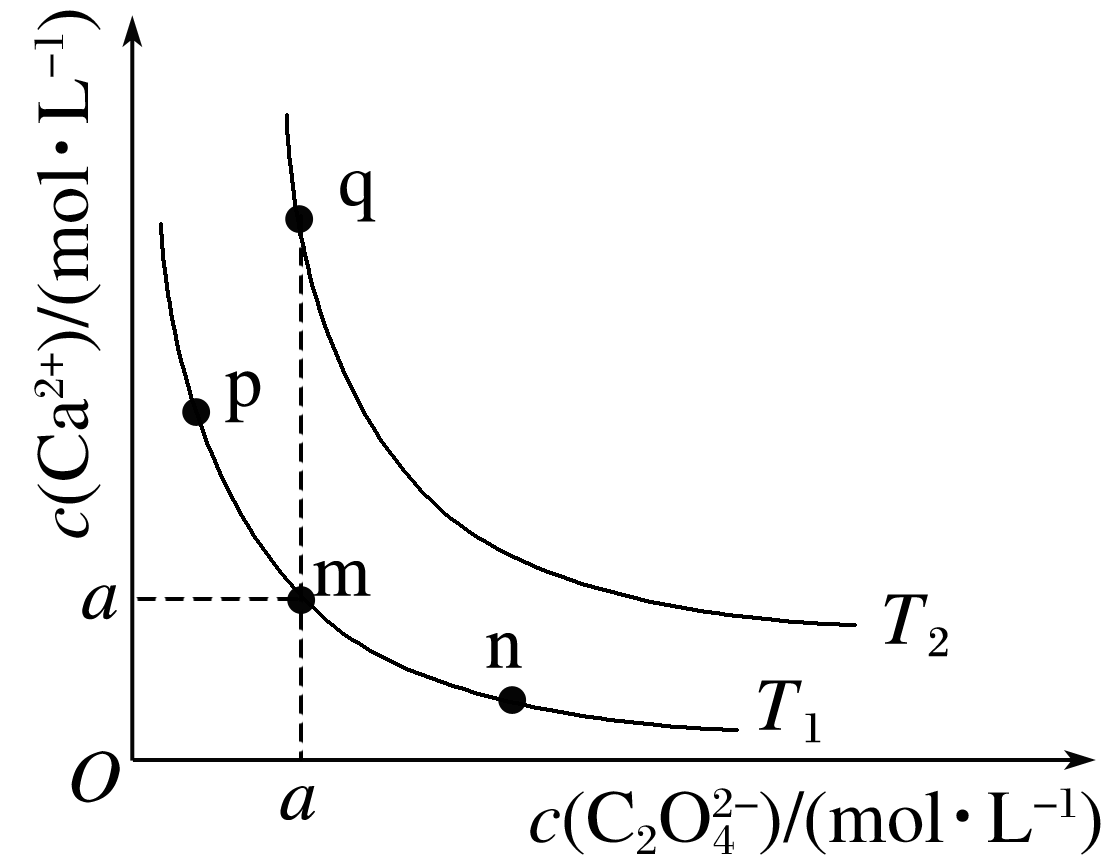 c(Ca²⁺)/(mol·L⁻¹)
q
p
m
a
n
T₂
T₁
O
a
c(C₂O₄²⁻)/(mol·L⁻¹)